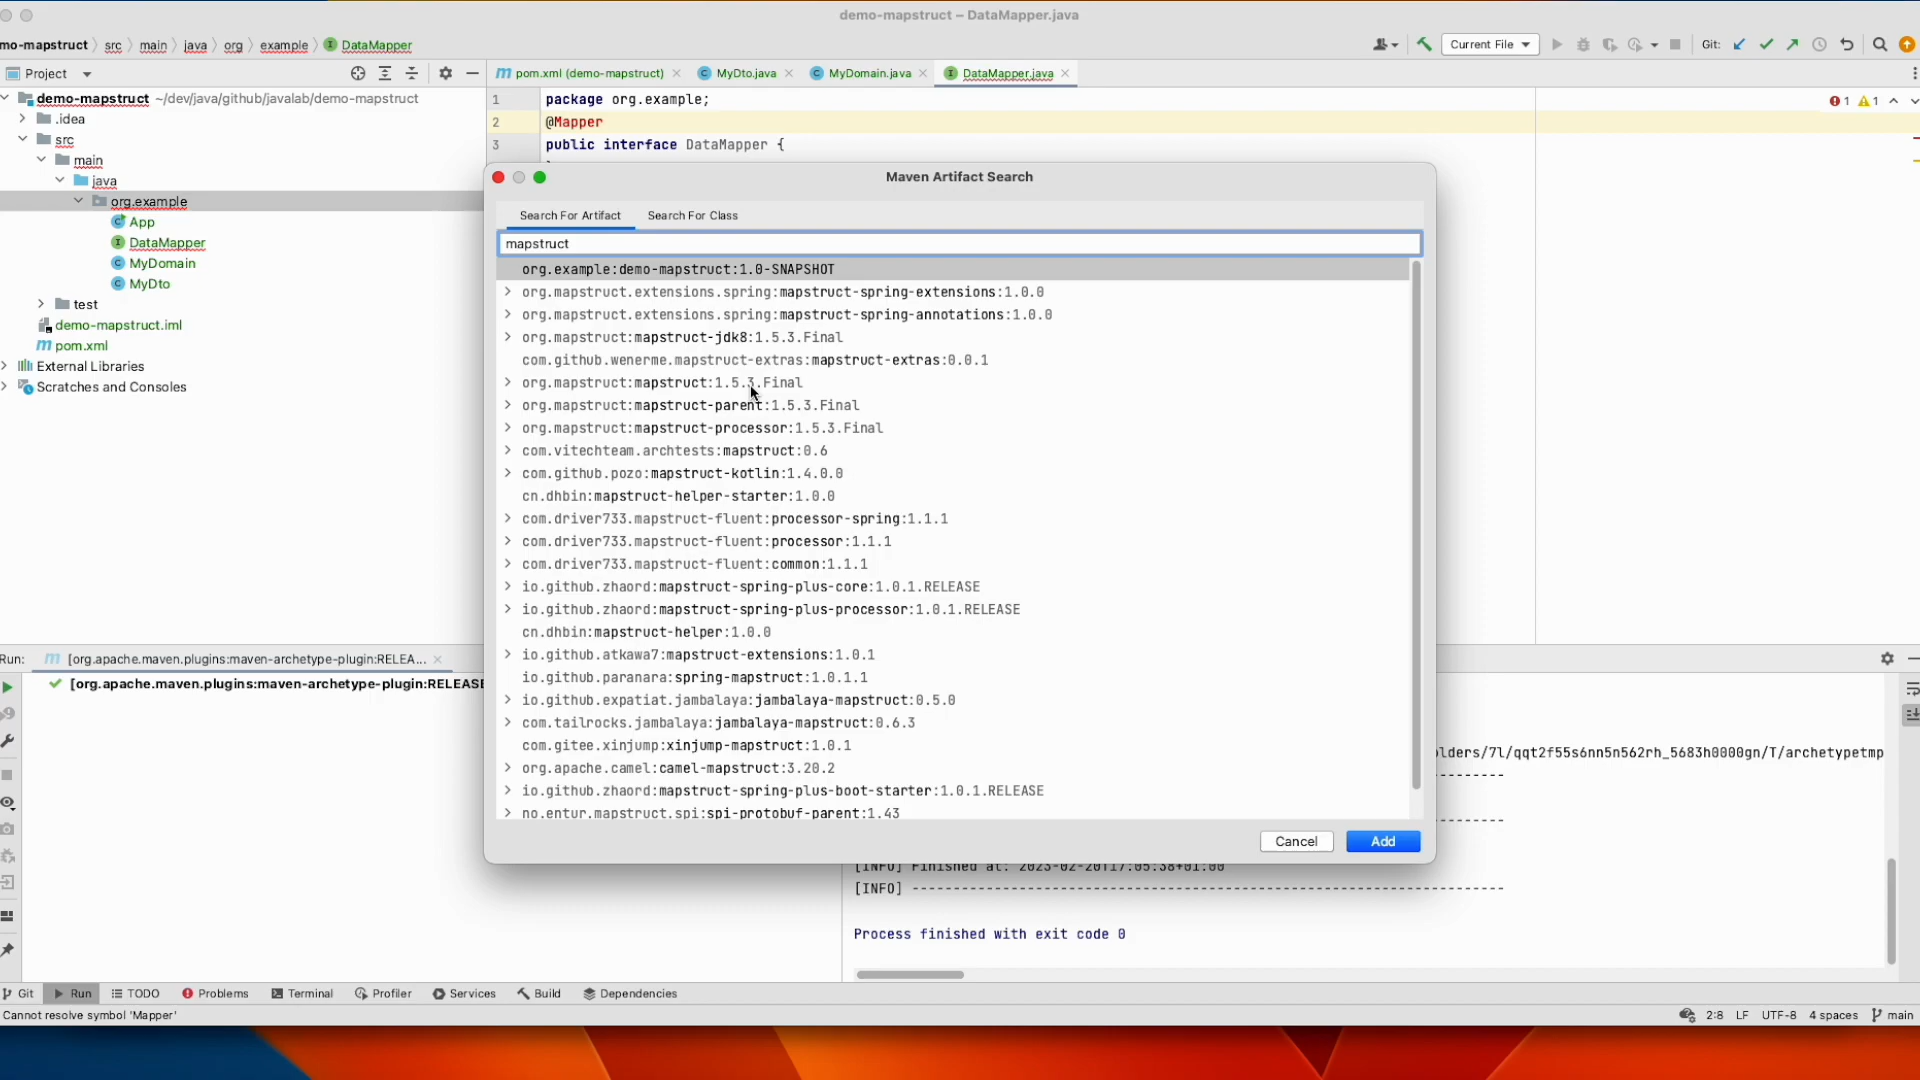 demo-mapstruct – DataMapper.java
mo-mapstruct src main java org example DataMapper
Current File
Git:
Project
pom.xml (demo-mapstruct)
MyDto.java
MyDomain.java
DataMapper.java
demo-mapstruct ~/dev/java/github/javalab/demo-mapstruct
.idea
src
main
java
org.example
App
DataMapper
MyDomain
MyDto
test
demo-mapstruct.iml
pom.xml
External Libraries
Scratches and Consoles
1 package org.example;
2 @Mapper
3 public interface DataMapper {
1 1
Maven Artifact Search
Search For Artifact Search For Class
mapstruct
org.example:demo-mapstruct:1.0-SNAPSHOT
org.mapstruct.extensions.spring:mapstruct-spring-extensions:1.0.0
org.mapstruct.extensions.spring:mapstruct-spring-annotations:1.0.0
org.mapstruct:mapstruct-jdk8:1.5.3.Final
com.github.wenerme.mapstruct-extras:mapstruct-extras:0.0.1
org.mapstruct:mapstruct:1.5.3.Final
org.mapstruct:mapstruct-parent:1.5.3.Final
org.mapstruct:mapstruct-processor:1.5.3.Final
com.vitechteam.archtests:mapstruct:0.6
com.github.pozo:mapstruct-kotlin:1.4.0.0
cn.dhbin:mapstruct-helper-starter:1.0.0
com.driver733.mapstruct-fluent:processor-spring:1.1.1
com.driver733.mapstruct-fluent:processor:1.1.1
com.driver733.mapstruct-fluent:common:1.1.1
io.github.zhaord:mapstruct-spring-plus-core:1.0.1.RELEASE
io.github.zhaord:mapstruct-spring-plus-processor:1.0.1.RELEASE
cn.dhbin:mapstruct-helper:1.0.0
io.github.atkawa7:mapstruct-extensions:1.0.1
io.github.paranara:spring-mapstruct:1.0.1.1
io.github.expatiat.jambalaya:jambalaya-mapstruct:0.5.0
com.tailrocks.jambalaya:jambalaya-mapstruct:0.6.3
com.gitee.xinjump:xinjump-mapstruct:1.0.1
org.apache.camel:camel-mapstruct:3.20.2
io.github.zhaord:mapstruct-spring-plus-boot-starter:1.0.1.RELEASE
no.entur.mapstruct.spi:spi-protobuf-parent:1.43
Cancel Add
Run: [org.apache.maven.plugins:maven-archetype-plugin:RELEA...
[org.apache.maven.plugins:maven-archetype-plugin:RELEASE
lders/7l/qqt2f55s6nn5n562rh_5683h0000gn/T/archetypetmp
----------
----------
[INFO] Finished at: 2023-02-20T17:05:38+01:00
[INFO] ------------------------------------------------------------------------
Process finished with exit code 0
Git Run TODO Problems Terminal Profiler Services Build Dependencies
Cannot resolve symbol 'Mapper'
2:8 LF UTF-8 4 spaces main